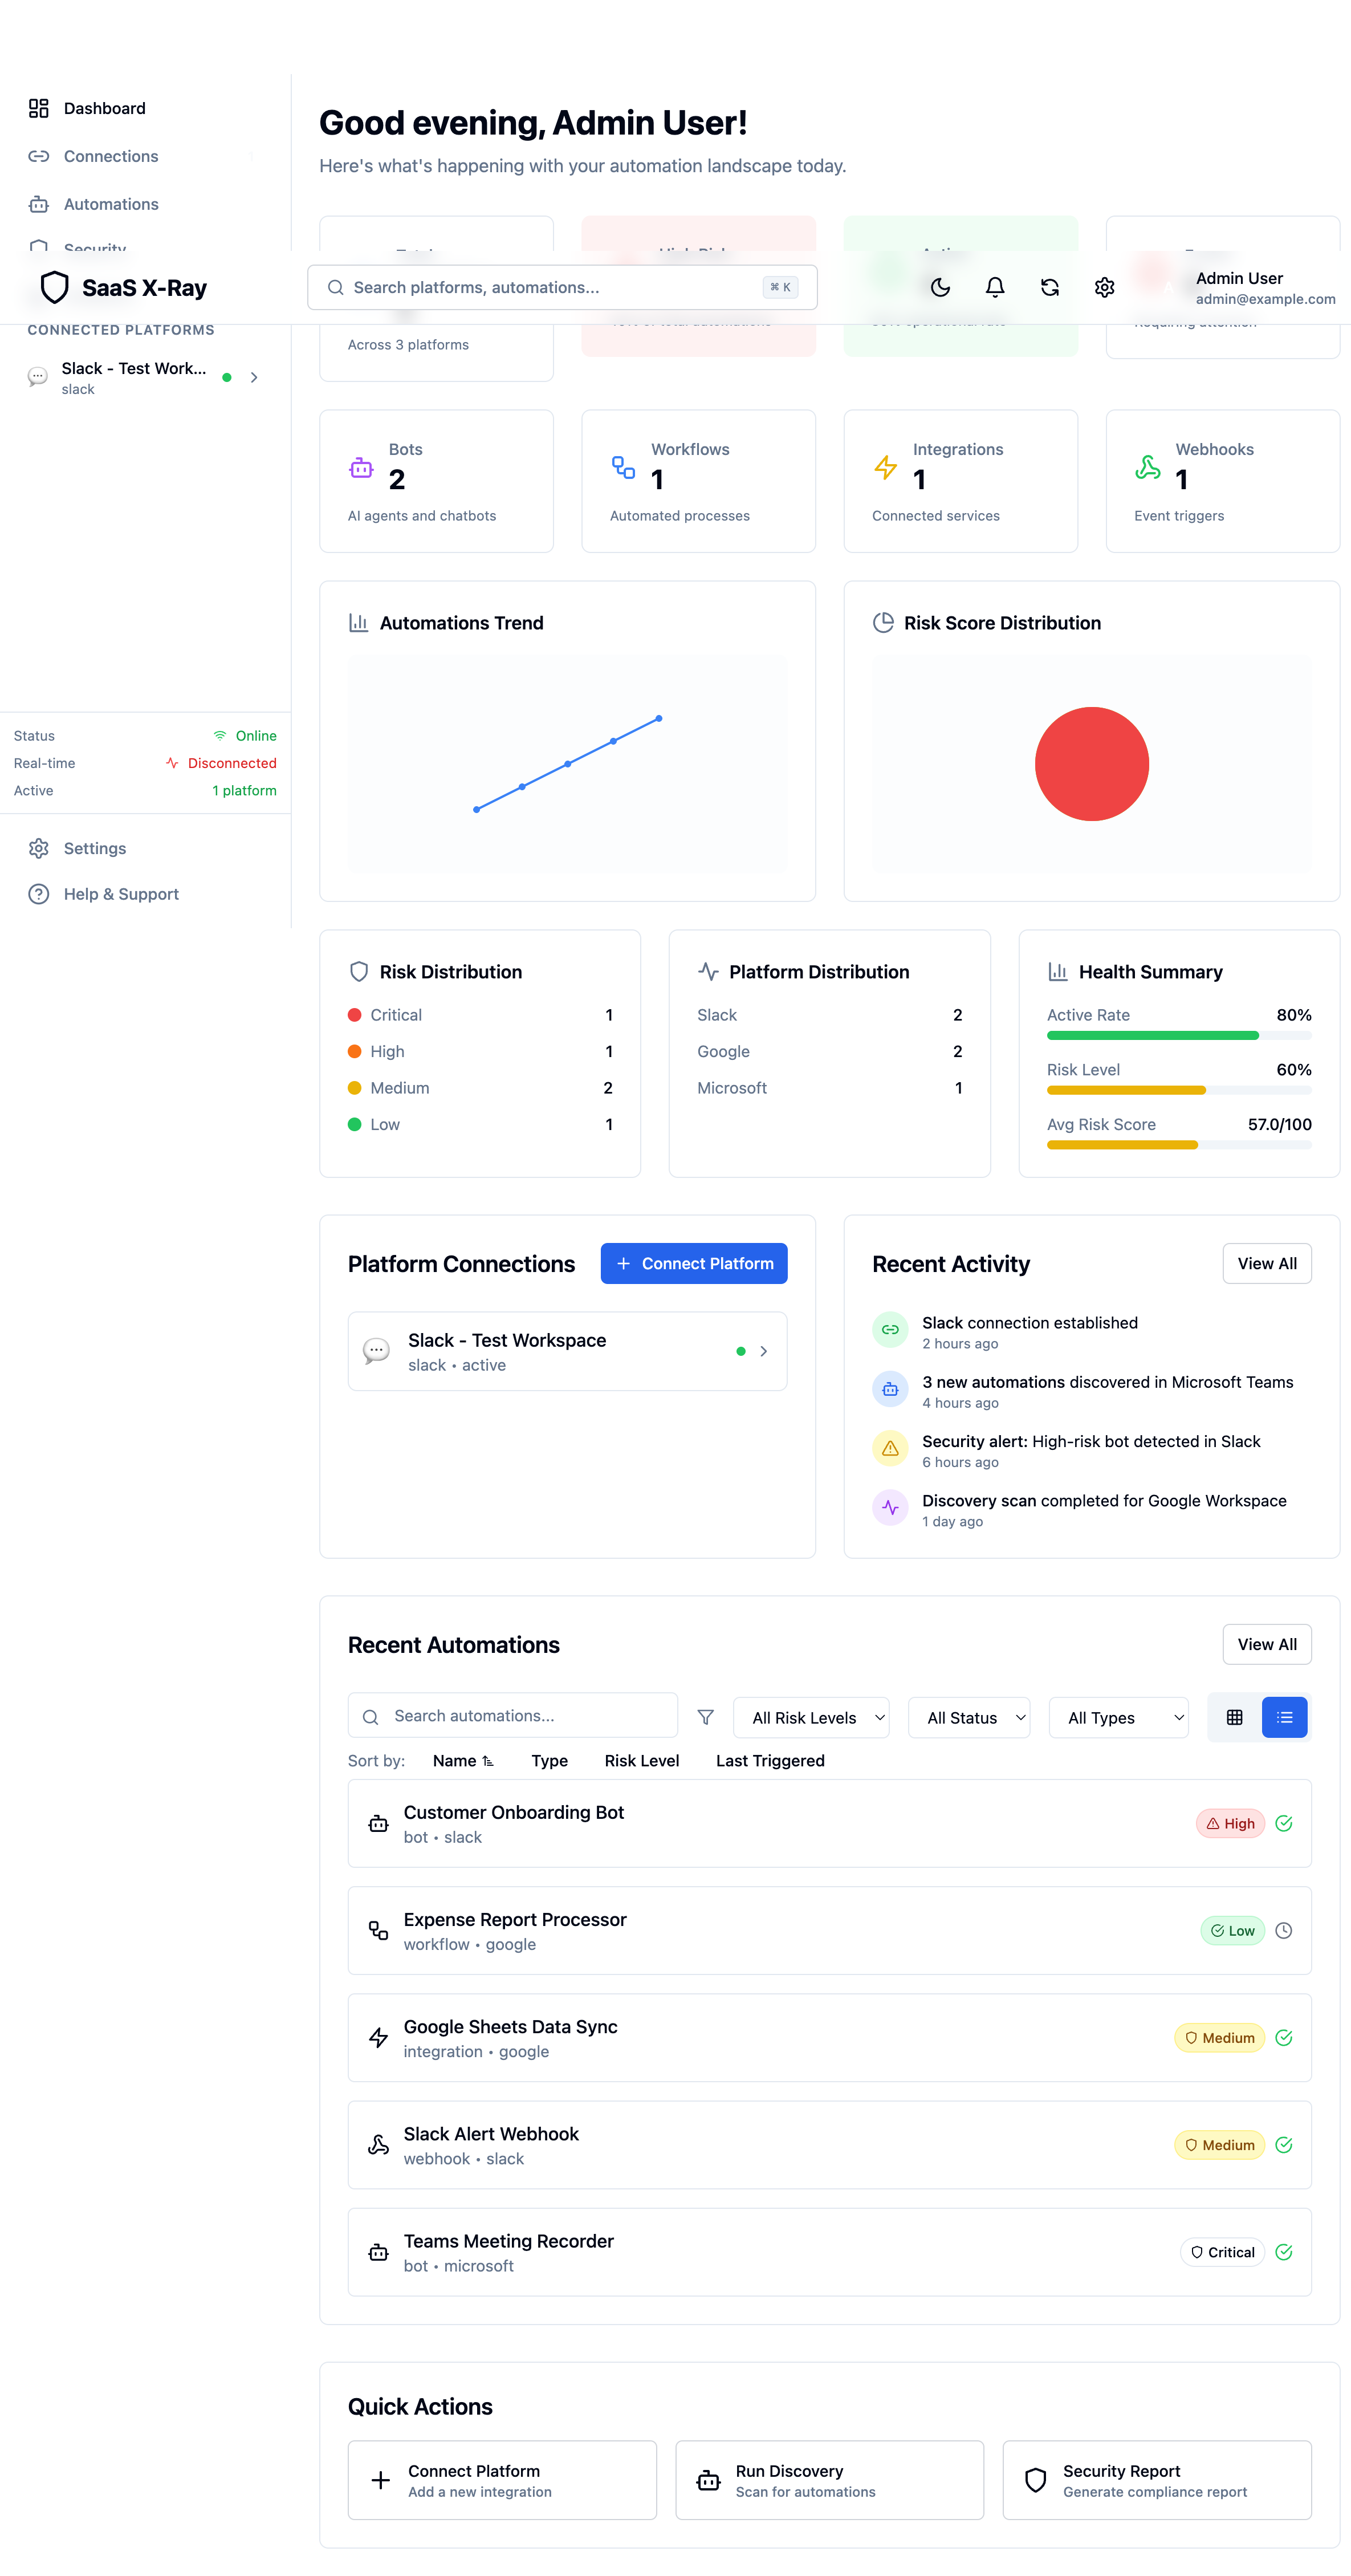 Dashboard
Connections
Automations
Security
SaaS X-Ray
Search platforms, automations...
⌘ K
Admin User
admin@example.com
CONNECTED PLATFORMS
Slack - Test Work...
slack
Status
Online
Real-time
Disconnected
Active
1 platform
Settings
Help & Support
Good evening, Admin User!
Here's what's happening with your automation landscape today.
Across 3 platforms
Requiring attention
Bots
2
AI agents and chatbots
Workflows
1
Automated processes
Integrations
1
Connected services
Webhooks
1
Event triggers
Automations Trend
Risk Score Distribution
Risk Distribution
Critical 1
High 1
Medium 2
Low 1
Platform Distribution
Slack 2
Google 2
Microsoft 1
Health Summary
Active Rate 80%
Risk Level 60%
Avg Risk Score 57.0/100
Platform Connections
Connect Platform
Slack - Test Workspace
slack • active
Recent Activity
View All
Slack connection established
2 hours ago
3 new automations discovered in Microsoft Teams
4 hours ago
Security alert: High-risk bot detected in Slack
6 hours ago
Discovery scan completed for Google Workspace
1 day ago
Recent Automations
View All
Search automations...
All Risk Levels
All Status
All Types
Sort by: Name Type Risk Level Last Triggered
Customer Onboarding Bot
bot • slack
High
Expense Report Processor
workflow • google
Low
Google Sheets Data Sync
integration • google
Medium
Slack Alert Webhook
webhook • slack
Medium
Teams Meeting Recorder
bot • microsoft
Critical
Quick Actions
Connect Platform
Add a new integration
Run Discovery
Scan for automations
Security Report
Generate compliance report